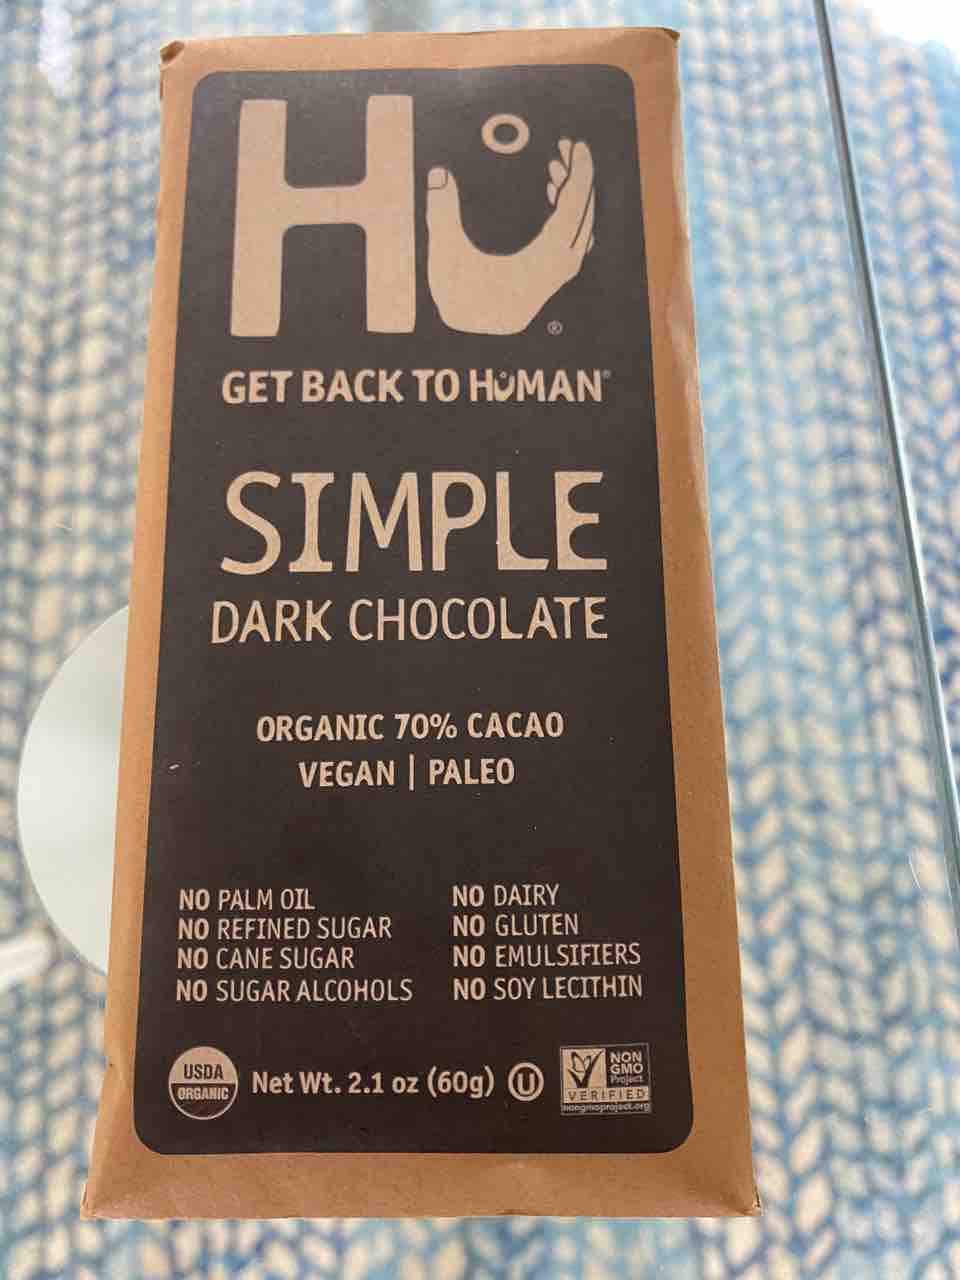 Hu
®
GET BACK TO HUMAN®
SIMPLE
DARK CHOCOLATE
ORGANIC 70% CACAO
VEGAN | PALEO
NO PALM OIL
NO REFINED SUGAR
NO CANE SUGAR
NO SUGAR ALCOHOLS
NO DAIRY
NO GLUTEN
NO EMULSIFIERS
NO SOY LECITHIN
USDA
ORGANIC
Net Wt. 2.1 oz (60g) U
NON
GMO
Project
VERIFIED
nongmoproject.org